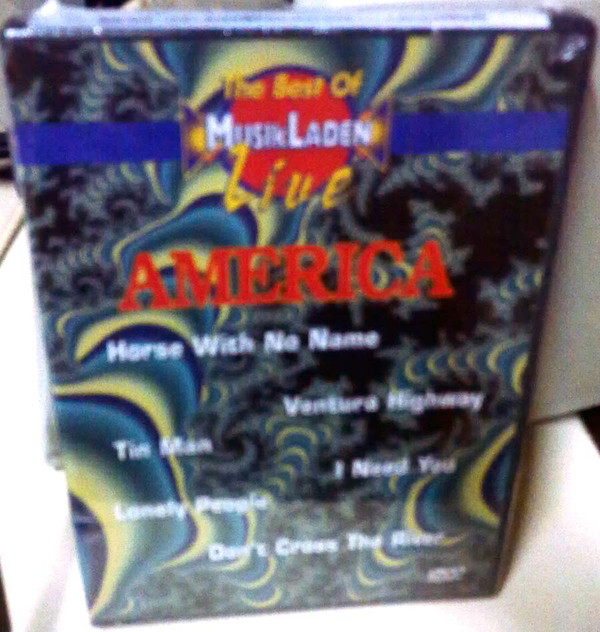 The Best Of
MUSIKLADEN
Live
AMERICA
Horse With No Name
Ventura Highway
Tin Man
I Need You
Lonely People
Don't Cross The River...